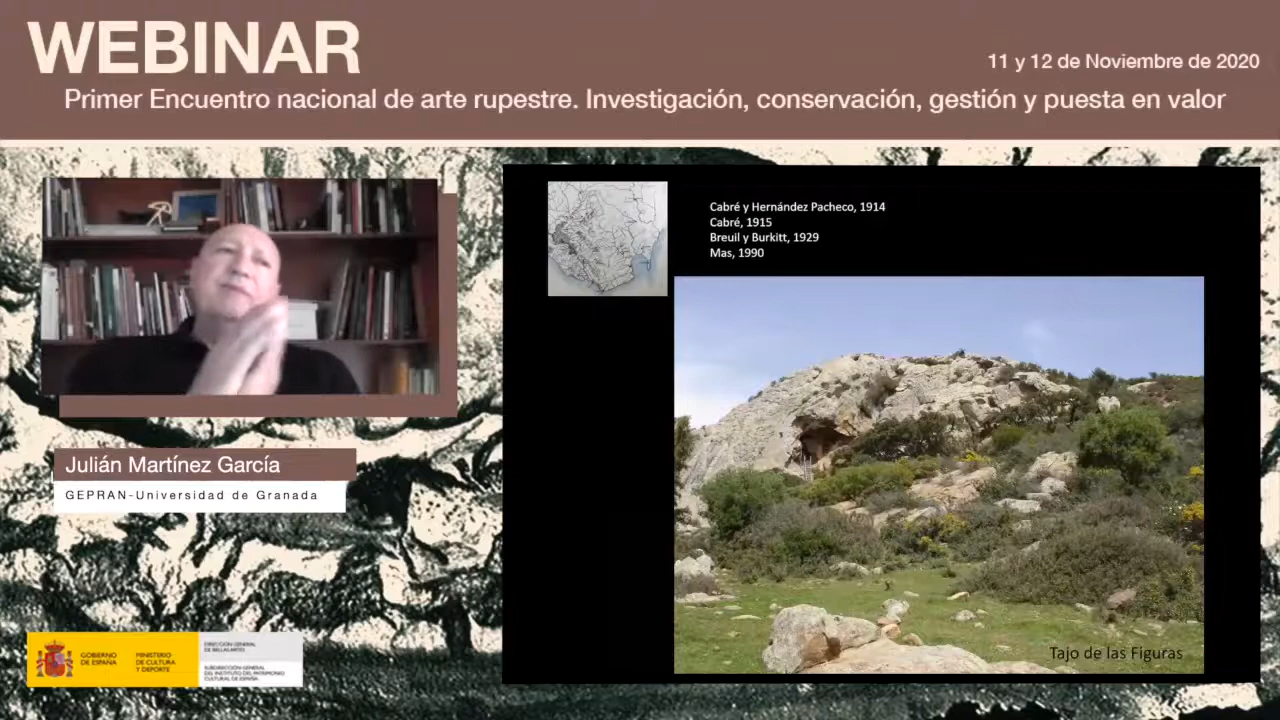 WEBINAR
11 y 12 de Noviembre de 2020
Primer Encuentro nacional de arte rupestre. Investigación, conservación, gestión y puesta en valor
Cabré y Hernández Pacheco, 1914
Cabré, 1915
Breuil y Burkitt, 1929
Mas, 1990
Julián Martínez García
GEPRAN-Universidad de Granada
GOBIERNO
DE ESPAÑA
MINISTERIO
DE CULTURA
Y DEPORTE
DIRECCIÓN GENERAL
DE BELLAS ARTES
SUBDIRECCIÓN GENERAL
DEL INSTITUTO DEL PATRIMONIO
CULTURAL DE ESPAÑA
Tajo de las Figuras